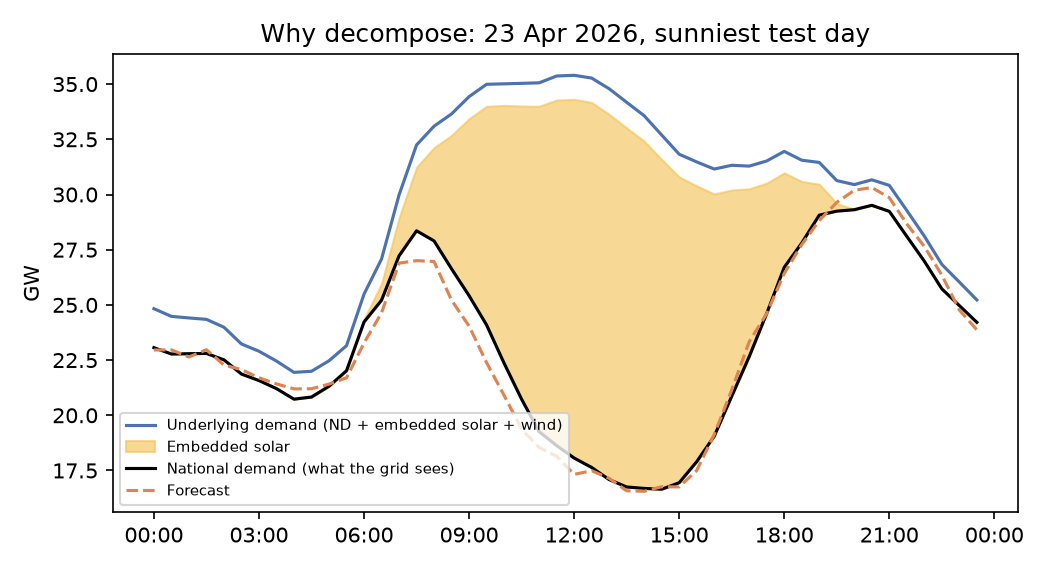 Why decompose: 23 Apr 2026, sunniest test day
GW
35.0
32.5
30.0
27.5
25.0
22.5
20.0
17.5
Underlying demand (ND + embedded solar + wind)
Embedded solar
National demand (what the grid sees)
Forecast
00:00 03:00 06:00 09:00 12:00 15:00 18:00 21:00 00:00